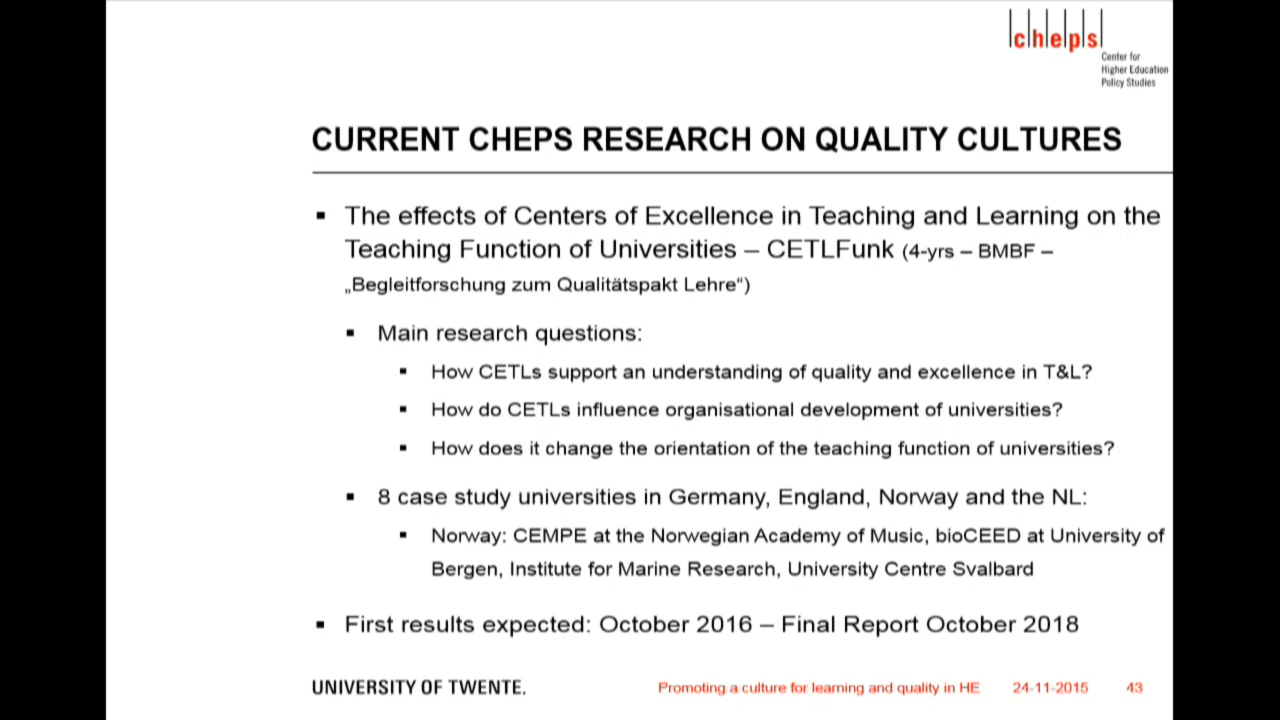 c|h|e|p|s|
Center for
Higher Education
Policy Studies
CURRENT CHEPS RESEARCH ON QUALITY CULTURES
▪ The effects of Centers of Excellence in Teaching and Learning on the
Teaching Function of Universities – CETLFunk (4-yrs – BMBF –
„Begleitforschung zum Qualitätspakt Lehre“)
▪ Main research questions:
▪ How CETLs support an understanding of quality and excellence in T&L?
▪ How do CETLs influence organisational development of universities?
▪ How does it change the orientation of the teaching function of universities?
▪ 8 case study universities in Germany, England, Norway and the NL:
▪ Norway: CEMPE at the Norwegian Academy of Music, bioCEED at University of
Bergen, Institute for Marine Research, University Centre Svalbard
▪ First results expected: October 2016 – Final Report October 2018
UNIVERSITY OF TWENTE. Promoting a culture for learning and quality in HE 24-11-2015 43